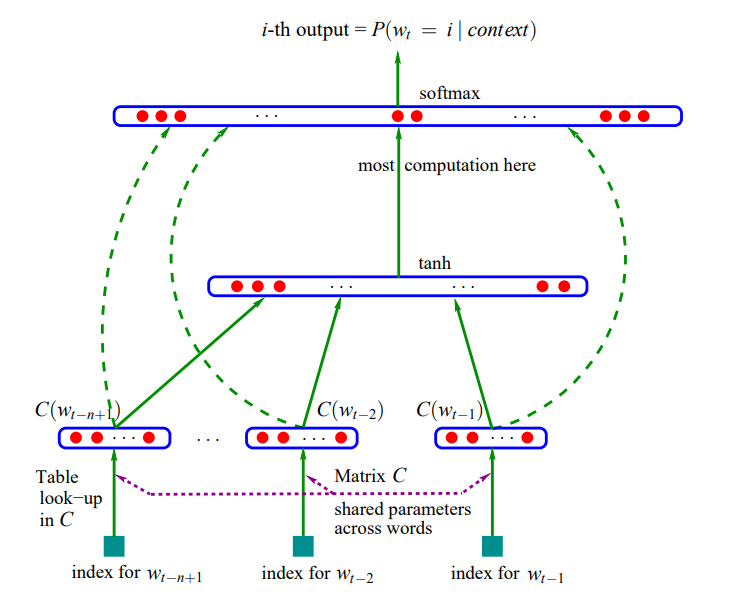 i-th output = P(w_t = i | context)
softmax
. . .
. . .
most computation here
tanh
. . .
. . .
C(w_{t−n+1})
C(w_{t−2})
C(w_{t−1})
. . .
. . .
. . .
. . .
Table
look−up
in C
Matrix C
shared parameters
across words
index for w_{t−n+1}
index for w_{t−2}
index for w_{t−1}